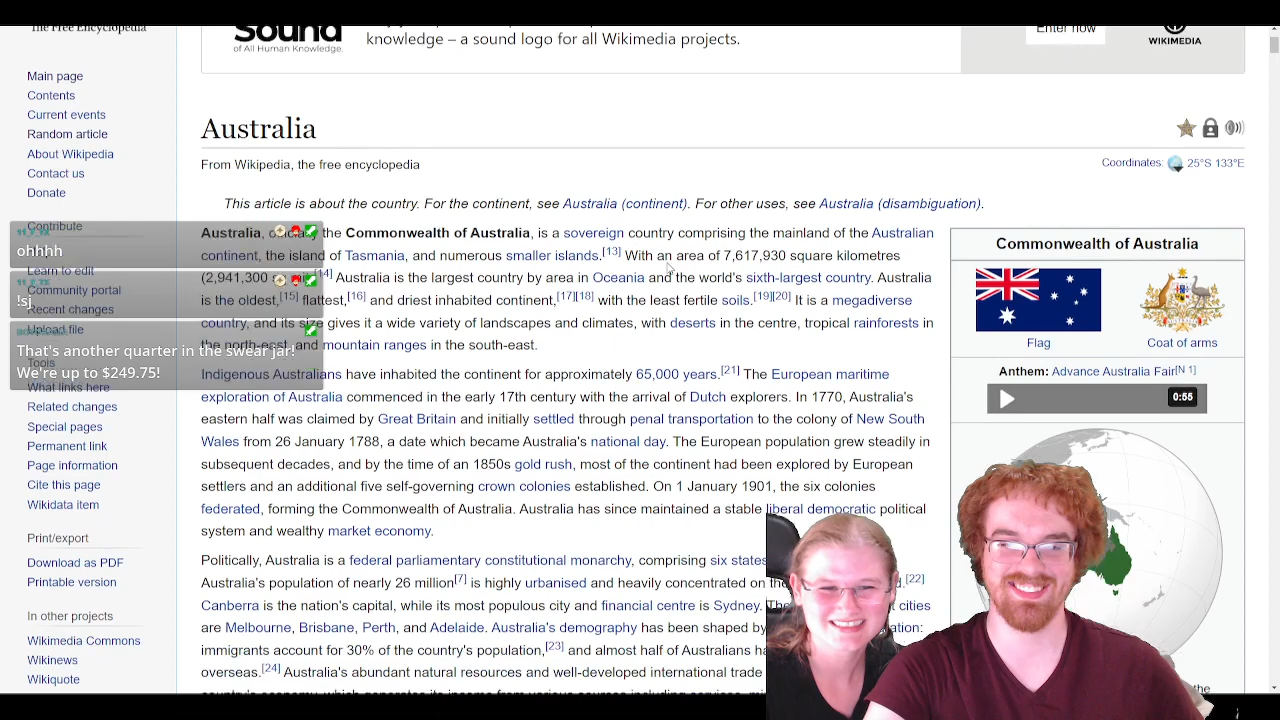 The Free Encyclopedia
Sound
of All Human Knowledge.
knowledge – a sound logo for all Wikimedia projects.
Enter now
WIKIMEDIA
Main page
Contents
Current events
Random article
About Wikipedia
Contact us
Donate
Contribute
Learn to edit
Community portal
Recent changes
Upload file
Tools
What links here
Related changes
Special pages
Permanent link
Page information
Cite this page
Wikidata item
Print/export
Download as PDF
Printable version
In other projects
Wikimedia Commons
Wikinews
Wikiquote
ohhhh
!sj
That's another quarter in the swear jar!
We're up to $249.75!
Australia
From Wikipedia, the free encyclopedia
Coordinates: 25°S 133°E
This article is about the country. For the continent, see Australia (continent). For other uses, see Australia (disambiguation).
Australia, the Commonwealth of Australia, is a sovereign country comprising the mainland of the Australian
continent, the island of Tasmania, and numerous smaller islands.[13] With an area of 7,617,930 square kilometres
(2,941,300 [14] Australia is the largest country by area in Oceania and the world's sixth-largest country. Australia
is the oldest,[15] flattest,[16] and driest inhabited continent,[17][18] with the least fertile soils.[19][20] It is a megadiverse
country, and its size gives it a wide variety of landscapes and climates, with deserts in the centre, tropical rainforests in
the north-east, and mountain ranges in the south-east.
Indigenous Australians have inhabited the continent for approximately 65,000 years.[21] The European maritime
exploration of Australia commenced in the early 17th century with the arrival of Dutch explorers. In 1770, Australia's
eastern half was claimed by Great Britain and initially settled through penal transportation to the colony of New South
Wales from 26 January 1788, a date which became Australia's national day. The European population grew steadily in
subsequent decades, and by the time of an 1850s gold rush, most of the continent had been explored by European
settlers and an additional five self-governing crown colonies established. On 1 January 1901, the six colonies
federated, forming the Commonwealth of Australia. Australia has since maintained a stable liberal democratic political
system and wealthy market economy.
Politically, Australia is a federal parliamentary constitutional monarchy, comprising six states
Australia's population of nearly 26 million[7] is highly urbanised and heavily concentrated on the [22]
Canberra is the nation's capital, while its most populous city and financial centre is Sydney. The cities
are Melbourne, Brisbane, Perth, and Adelaide. Australia's demography has been shaped by
immigrants account for 30% of the country's population,[23] and almost half of Australians
overseas.[24] Australia's abundant natural resources and well-developed international trade
Commonwealth of Australia
Flag
Coat of arms
Anthem: Advance Australia Fair[N 1]
0:55